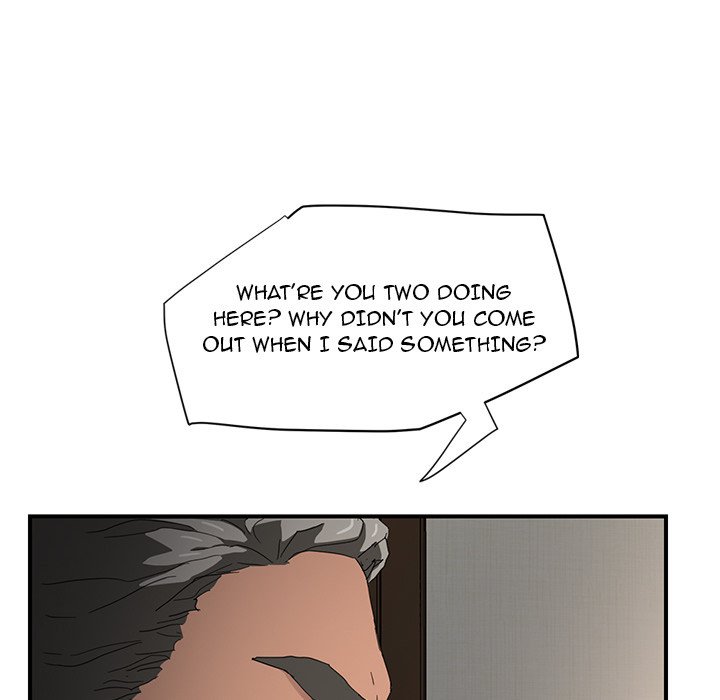 WHAT'RE YOU TWO DOING
HERE? WHY DIDN'T YOU COME
OUT WHEN I SAID SOMETHING?